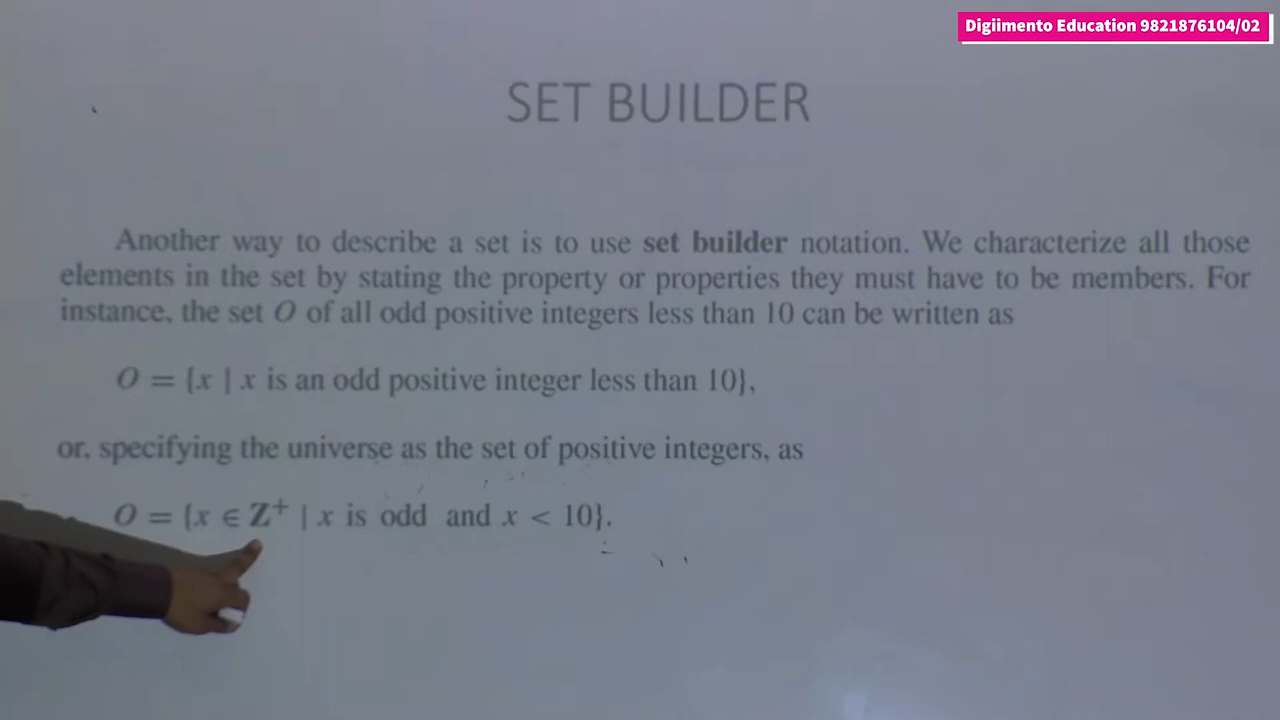 Digiimento Education 9821876104/02
SET BUILDER
Another way to describe a set is to use set builder notation. We characterize all those
elements in the set by stating the property or properties they must have to be members. For
instance, the set O of all odd positive integers less than 10 can be written as
O = {x | x is an odd positive integer less than 10},
or, specifying the universe as the set of positive integers, as
O = {x ∈ Z⁺ | x is odd and x < 10}.